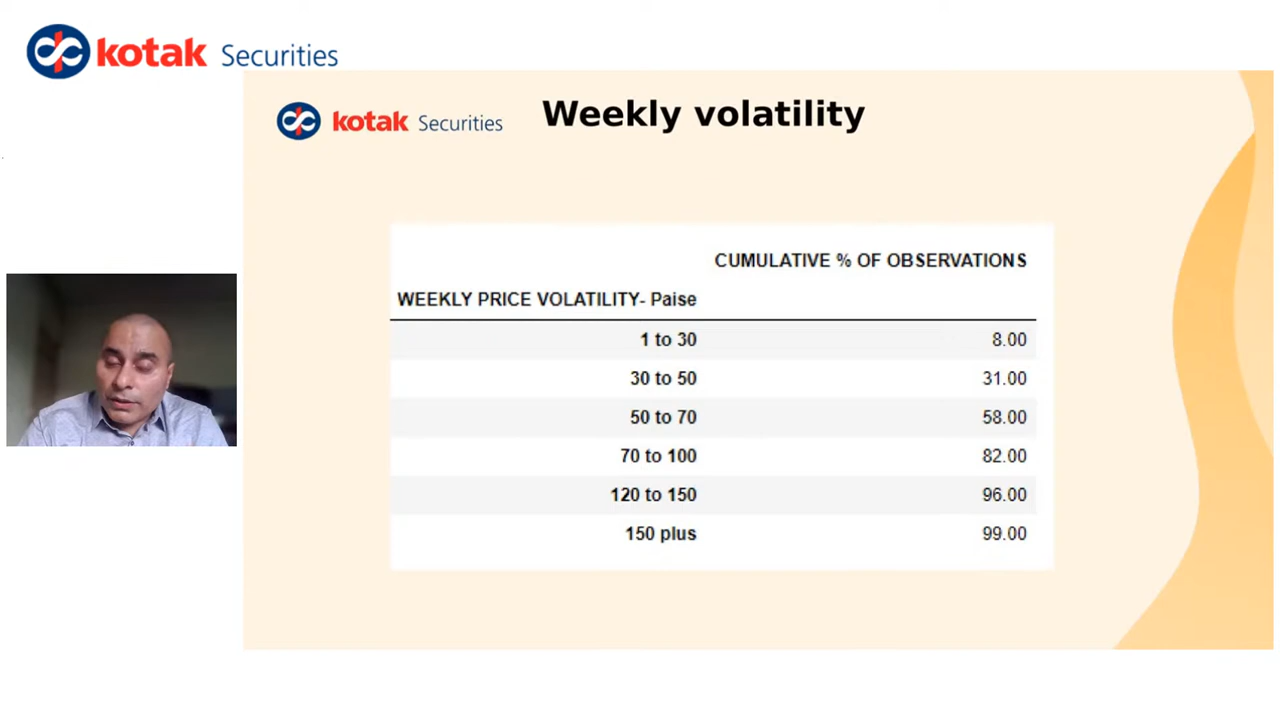 kotak Securities
kotak Securities
Weekly volatility
CUMULATIVE % OF OBSERVATIONS
WEEKLY PRICE VOLATILITY- Paise
1 to 30 8.00
30 to 50 31.00
50 to 70 58.00
70 to 100 82.00
120 to 150 96.00
150 plus 99.00